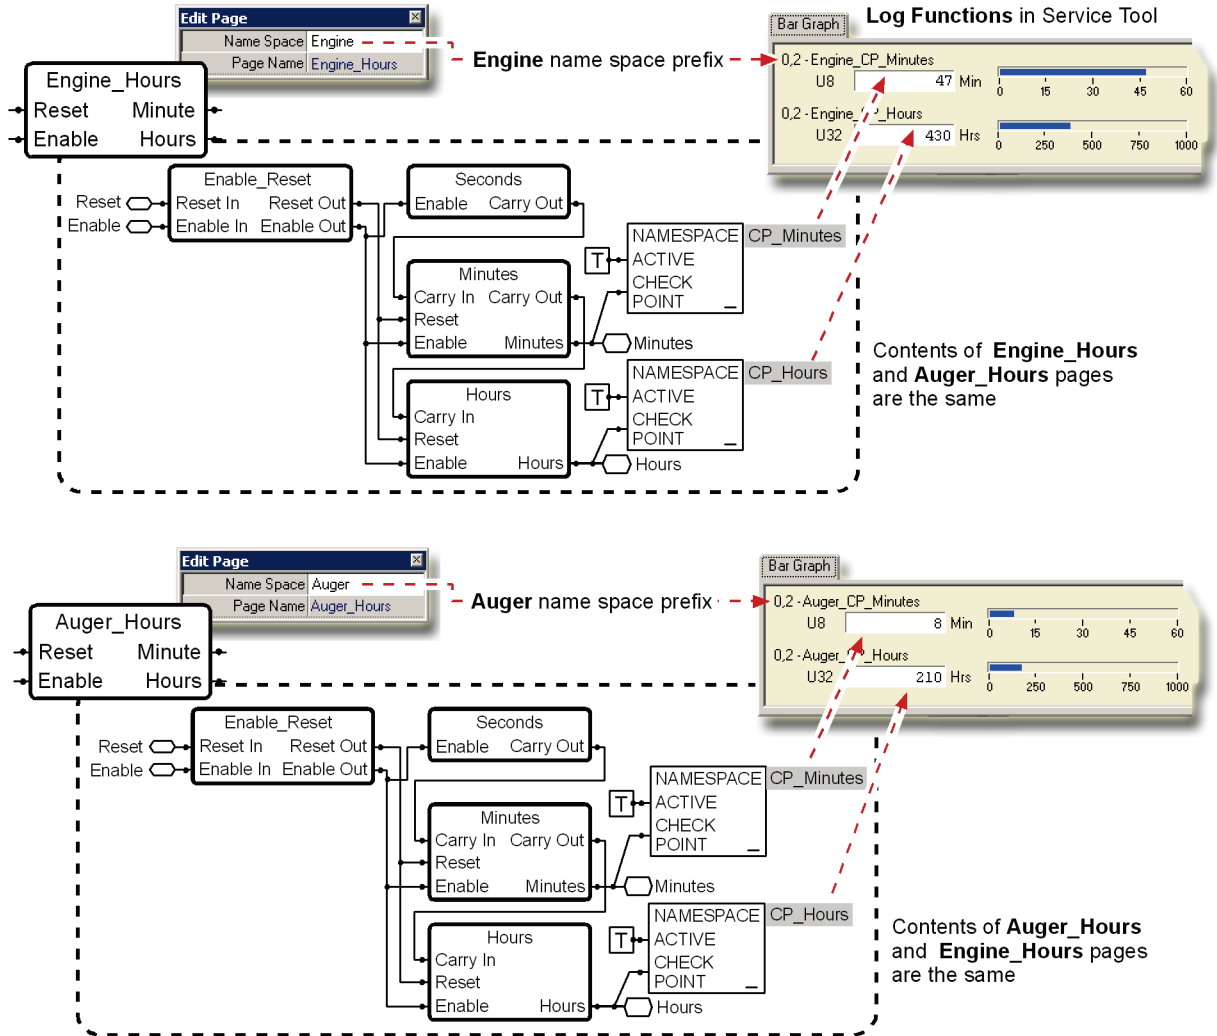 Log Functions in Service Tool
Edit Page
Name Space Engine
Page Name Engine_Hours
Engine name space prefix
Bar Graph
0,2 - Engine_CP_Minutes
U8 47 Min
0 15 30 45 60
0,2 - Engine_CP_Hours
U32 430 Hrs
0 250 500 750 1000
Engine_Hours
Reset Minute
Enable Hours
Reset
Enable
Enable_Reset
Reset In Reset Out
Enable In Enable Out
Seconds
Enable Carry Out
Minutes
Carry In Carry Out
Reset
Enable Minutes
Hours
Carry In
Reset
Enable Hours
NAMESPACE CP_Minutes
T ACTIVE
CHECK
POINT _
Minutes
NAMESPACE CP_Hours
T ACTIVE
CHECK
POINT _
Hours
Contents of Engine_Hours
and Auger_Hours pages
are the same
Edit Page
Name Space Auger
Page Name Auger_Hours
Auger name space prefix
Bar Graph
0,2 - Auger_CP_Minutes
U8 8 Min
0 15 30 45 60
0,2 - Auger_CP_Hours
U32 210 Hrs
0 250 500 750 1000
Auger_Hours
Reset Minute
Enable Hours
Reset
Enable
Enable_Reset
Reset In Reset Out
Enable In Enable Out
Seconds
Enable Carry Out
Minutes
Carry In Carry Out
Reset
Enable Minutes
Hours
Carry In
Reset
Enable Hours
NAMESPACE CP_Minutes
T ACTIVE
CHECK
POINT _
Minutes
NAMESPACE CP_Hours
T ACTIVE
CHECK
POINT _
Hours
Contents of Auger_Hours
and Engine_Hours pages
are the same